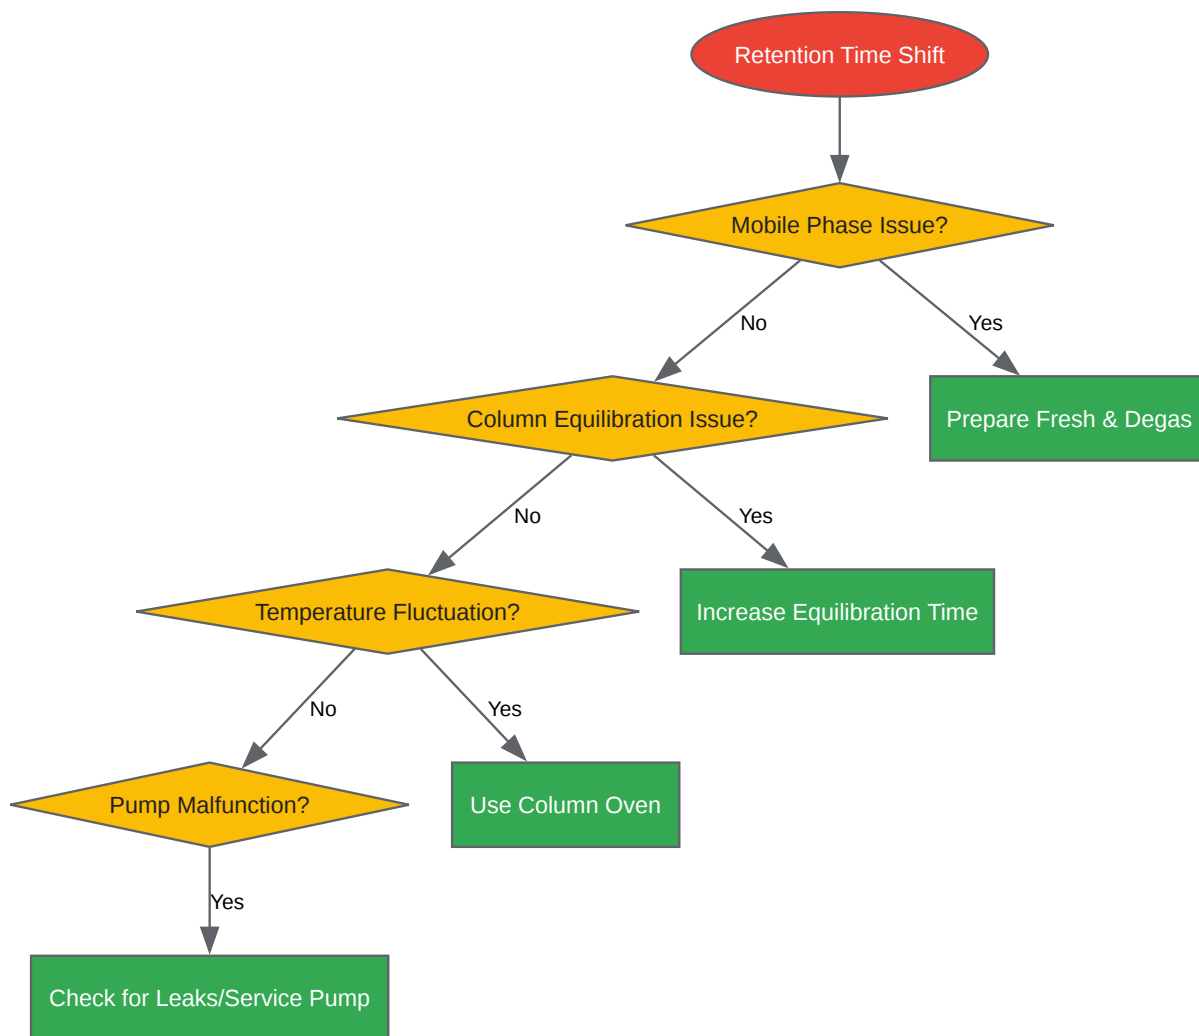 Retention Time Shift
Mobile Phase Issue?
No
Yes
Column Equilibration Issue?
Prepare Fresh & Degas
No
Yes
Temperature Fluctuation?
Increase Equilibration Time
No
Yes
Pump Malfunction?
Use Column Oven
Yes
Check for Leaks/Service Pump